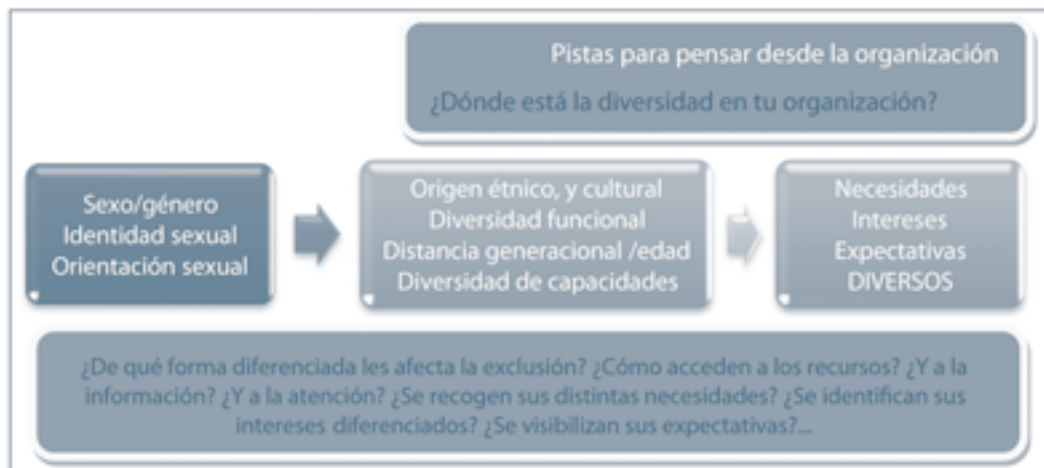 Pistas para pensar desde la organización
¿Dónde está la diversidad en tu organización?
Sexo/género
Identidad sexual
Orientación sexual
Origen étnico, y cultural
Diversidad funcional
Distancia generacional /edad
Diversidad de capacidades
Necesidades
Intereses
Expectativas
DIVERSOS
¿De qué forma diferenciada les afecta la exclusión? ¿Cómo acceden a los recursos? ¿Y a la
información? ¿Y a la atención? ¿Se recogen sus distintas necesidades? ¿Se identifican sus
intereses diferenciados? ¿Se visibilizan sus expectativas?...